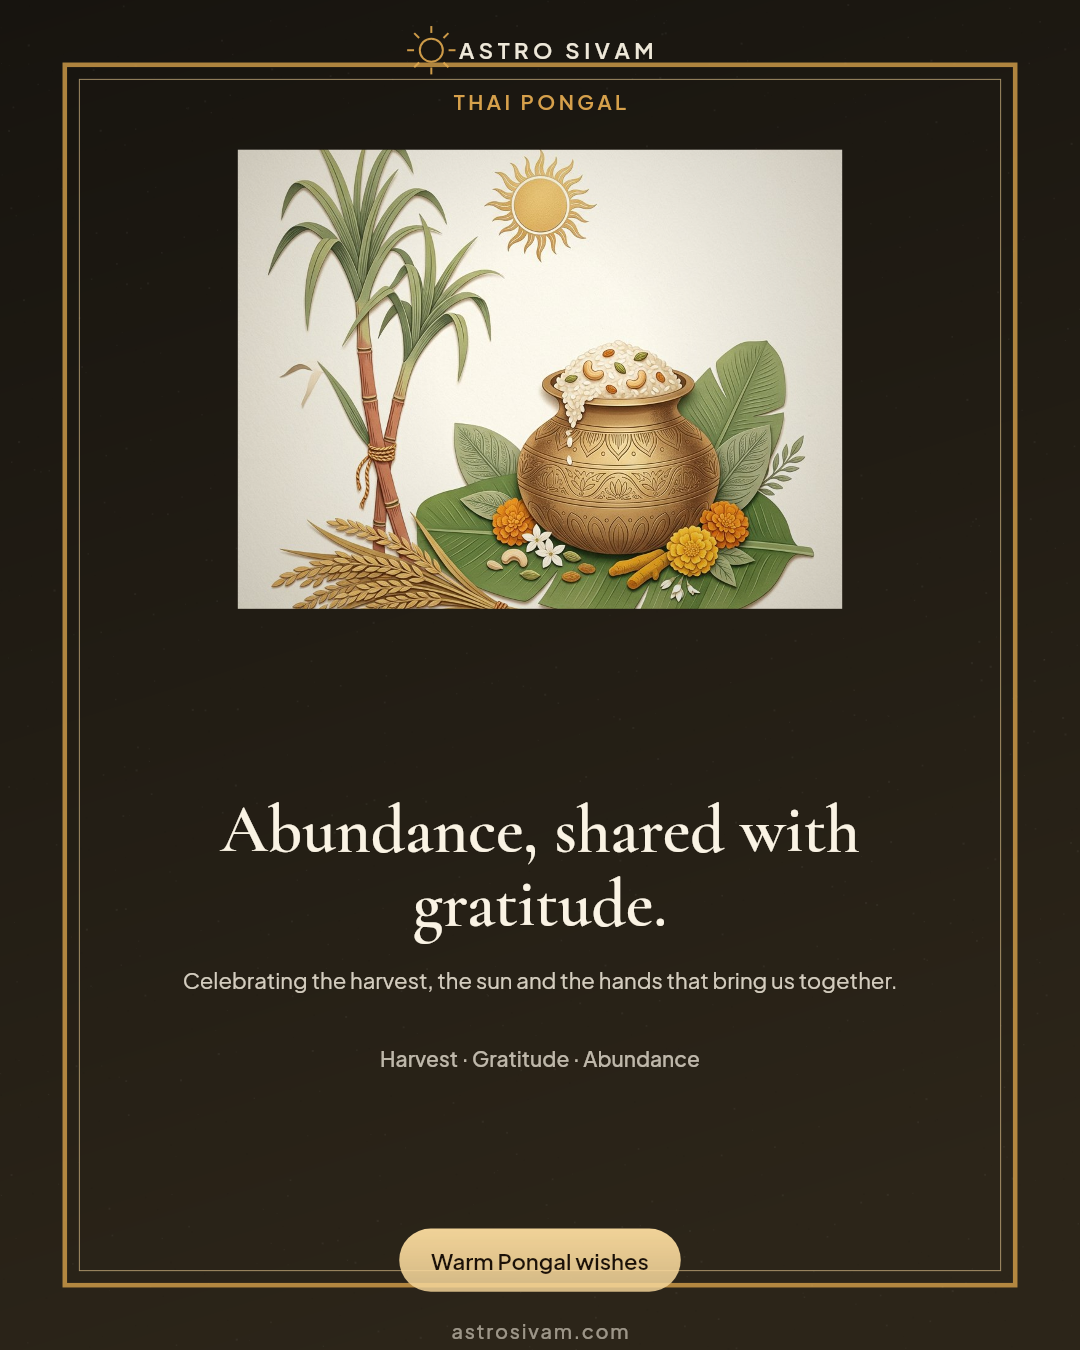 ASTRO SIVAM
THAI PONGAL
Abundance, shared with
gratitude.
Celebrating the harvest, the sun and the hands that bring us together.
Harvest · Gratitude · Abundance
Warm Pongal wishes
astrosivam.com